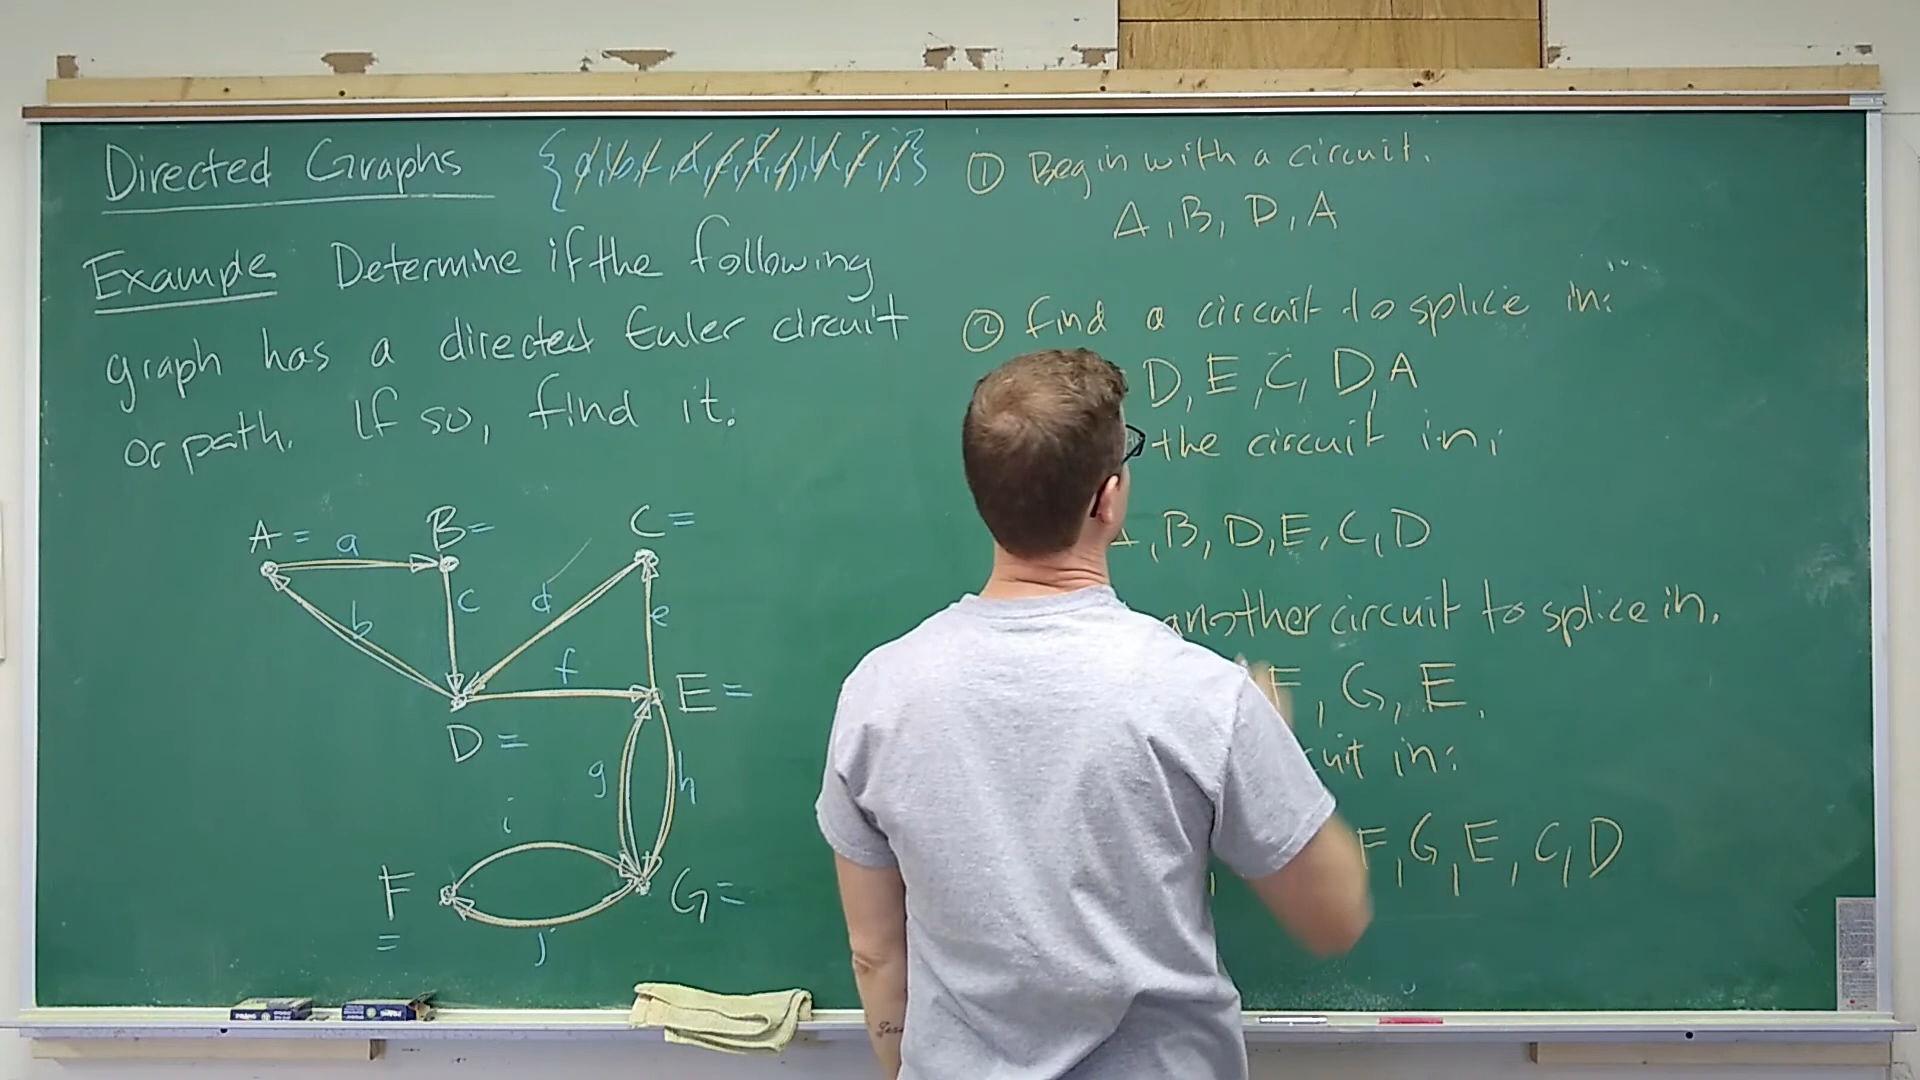 Directed Graphs {a,b,c,d,e,f,g,h,i,j}
Example Determine if the following
graph has a directed Euler circuit
or path. If so, find it.
A = a B = C =
b c d e
f
D = E =
g h
i
F = G =
j
① Begin with a circuit.
A, B, D, A
② Find a circuit to splice in:
D, E, C, D, A
the circuit in:
A, B, D, E, C, D
another circuit to splice in.
F, G, E.
in:
F, G, E, C, D